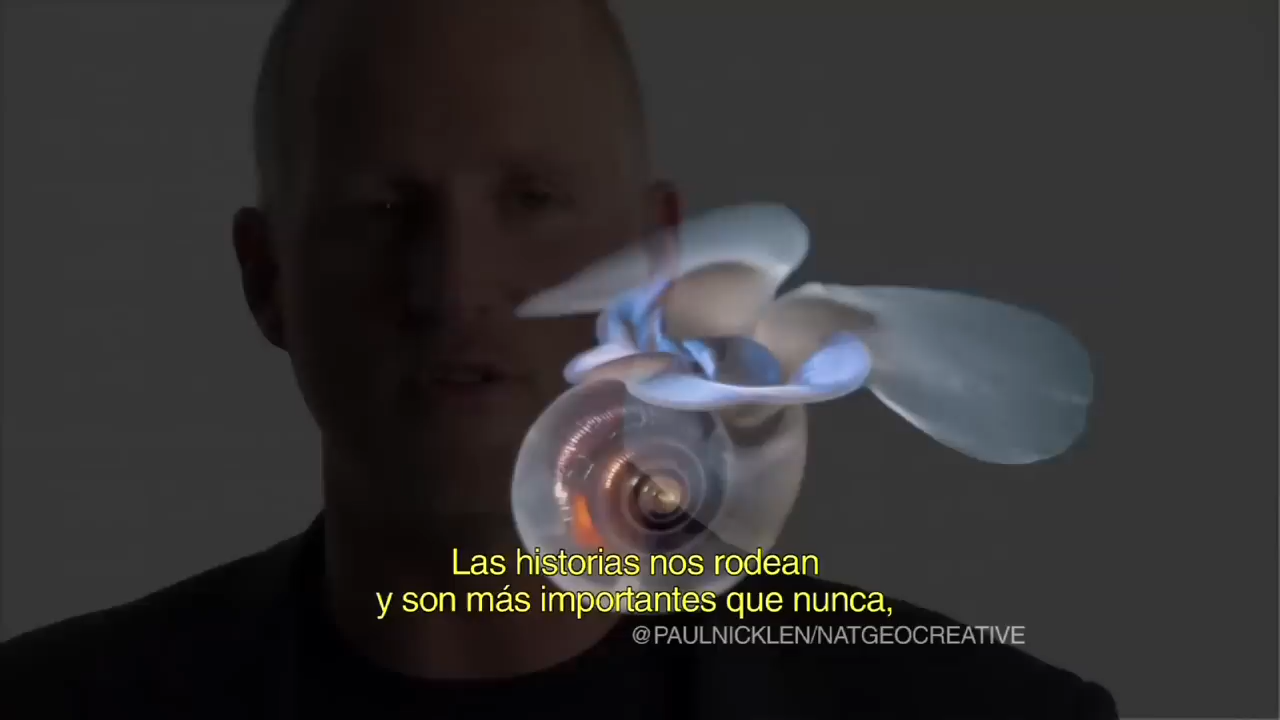 Las historias nos rodean
y son más importantes que nunca,
@PAULNICKLEN/NATGEOCREATIVE